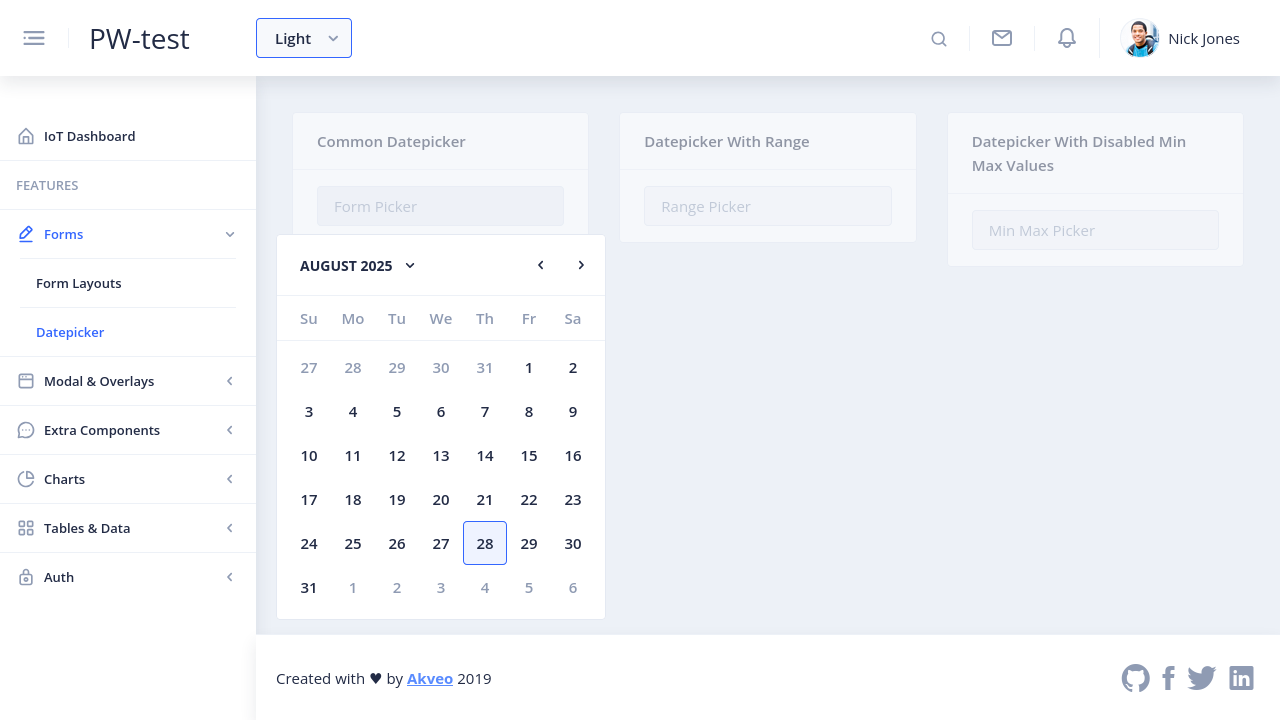 PW-test
Light
Nick Jones
IoT Dashboard
FEATURES
Forms
Form Layouts
Datepicker
Modal & Overlays
Extra Components
Charts
Tables & Data
Auth
Common Datepicker
Form Picker
Datepicker With Range
Range Picker
Datepicker With Disabled Min
Max Values
Min Max Picker
AUGUST 2025
Su Mo Tu We Th Fr Sa
27 28 29 30 31 1 2
3 4 5 6 7 8 9
10 11 12 13 14 15 16
17 18 19 20 21 22 23
24 25 26 27 28 29 30
31 1 2 3 4 5 6
Created with ♥ by Akveo 2019